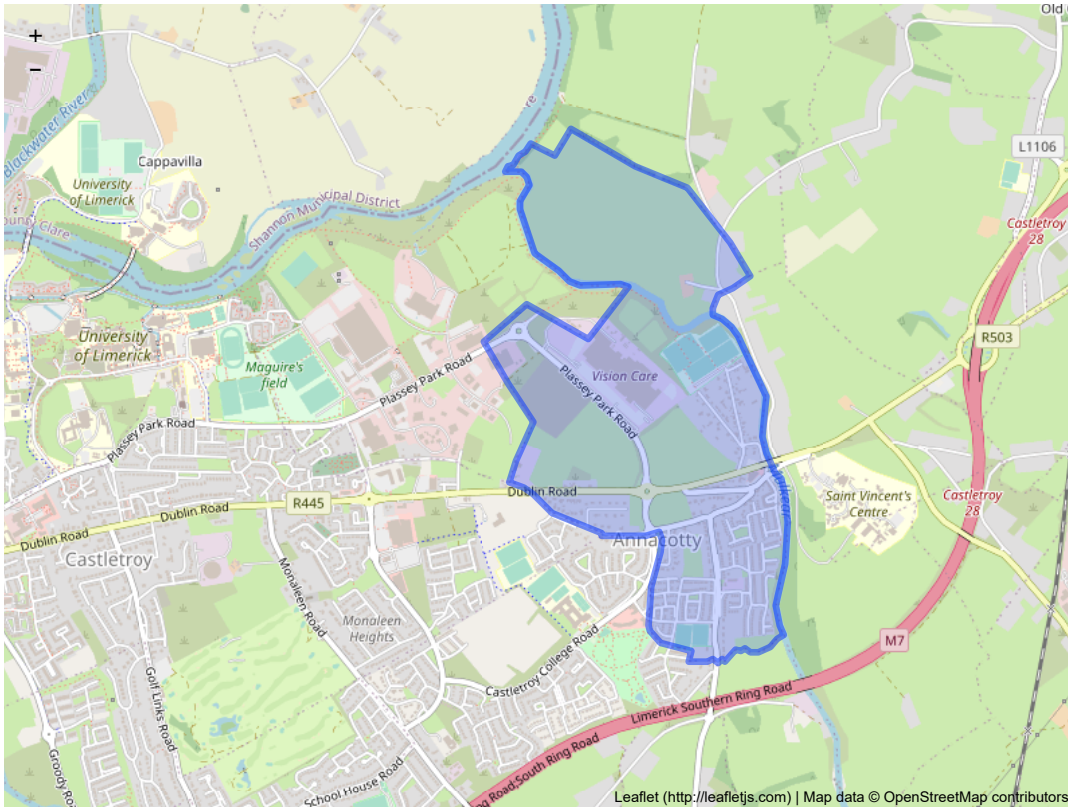 +
−
Old
Blackwater River
Cappavilla
University
of Limerick
Shannon Municipal District
L1106
Castletroy
28
University
of Limerick
Maguire's
field
R503
Plassey Park Road
Vision Care
Plassey Park Road
Plassey Park Road
Mulkear
Dublin Road
R445
Dublin Road
Dublin Road
Saint Vincent's
Centre
Castletroy
28
Annacotty
Castletroy
Monaleen Road
Monaleen
Heights
M7
Castletroy College Road
Golf Links Road
Limerick Southern Ring Road
Road;South Ring Road
School House Road
Groody
Leaflet (http://leafletjs.com) | Map data © OpenStreetMap contributors